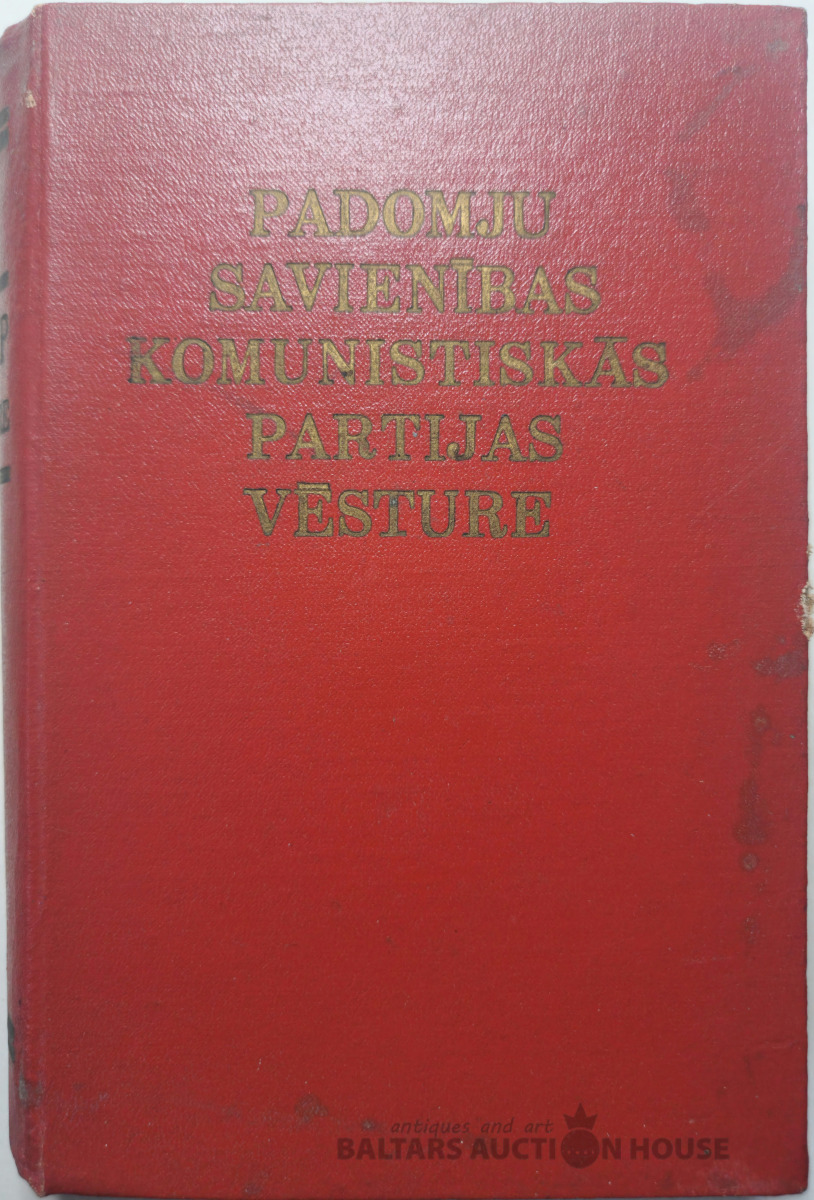 PADOMJU
SAVIENĪBAS
KOMUNISTISKĀS
PARTIJAS
VĒSTURE
antiques and art
BALTARS AUCTION HOUSE